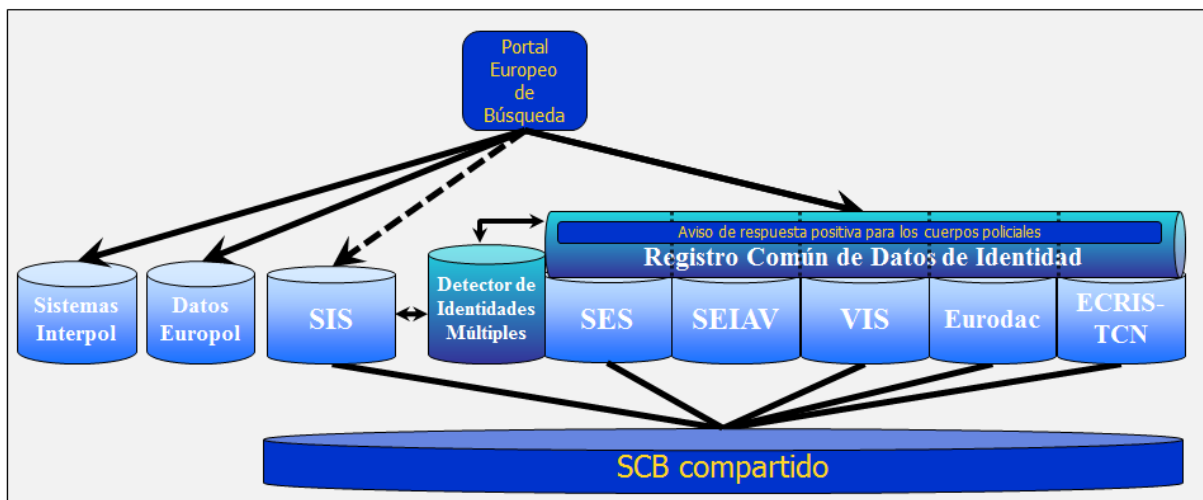 Portal
Europeo
de
Búsqueda
Aviso de respuesta positiva para los cuerpos policiales
Registro Común de Datos de Identidad
Sistemas
Interpol
Datos
Europol
SIS
Detector de
Identidades
Múltiples
SES
SEIAV
VIS
Eurodac
ECRIS-
TCN
SCB compartido